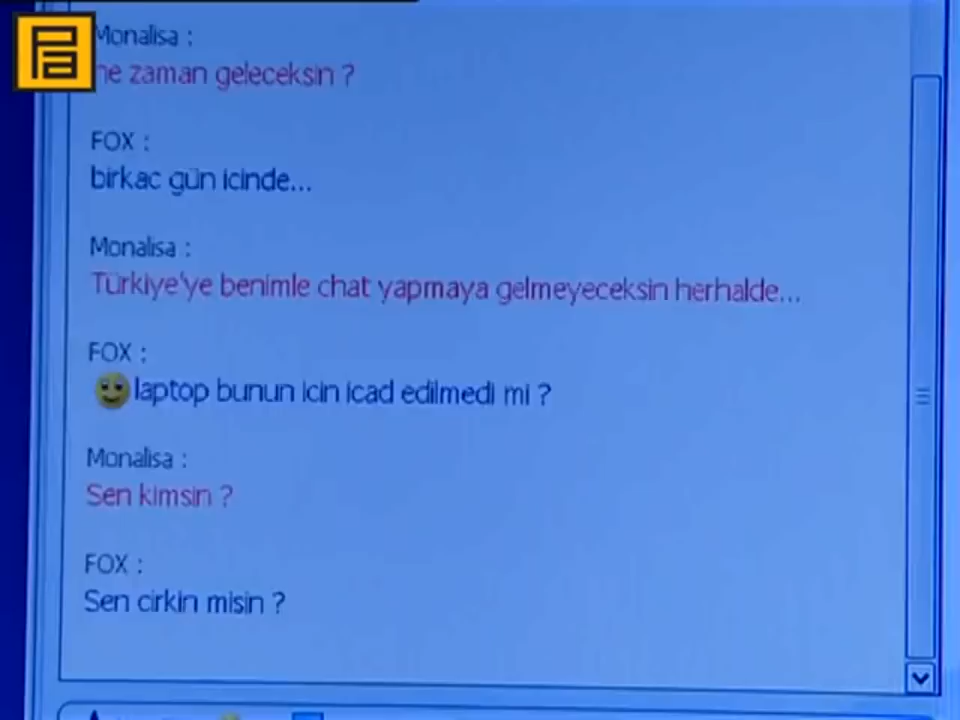 Monalisa :
ne zaman geleceksin ?
FOX :
birkac gün icinde...
Monalisa :
Türkiye'ye benimle chat yapmaya gelmeyeceksin herhalde...
FOX :
laptop bunun icin icad edilmedi mi ?
Monalisa :
Sen kimsin ?
FOX :
Sen cirkin misin ?